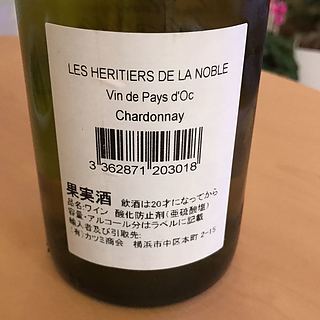 LES HERITIERS DE LA NOBLE
Vin de Pays d'Oc
Chardonnay
3 362871 203018
果実酒 飲酒は20才になってから
品名:ワイン 酸化防止剤(亜硫酸塩)
容量・アルコール分はラベルに記載
輸入者及び引取先:
(有)カツミ商会 横浜市中区本町 2-15